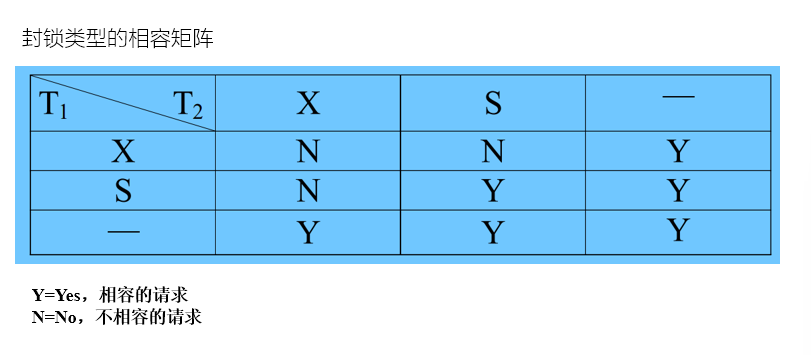 封锁类型的相容矩阵
T₁ T₂ X S —
X N N Y
S N Y Y
— Y Y Y
Y=Yes，相容的请求
N=No，不相容的请求